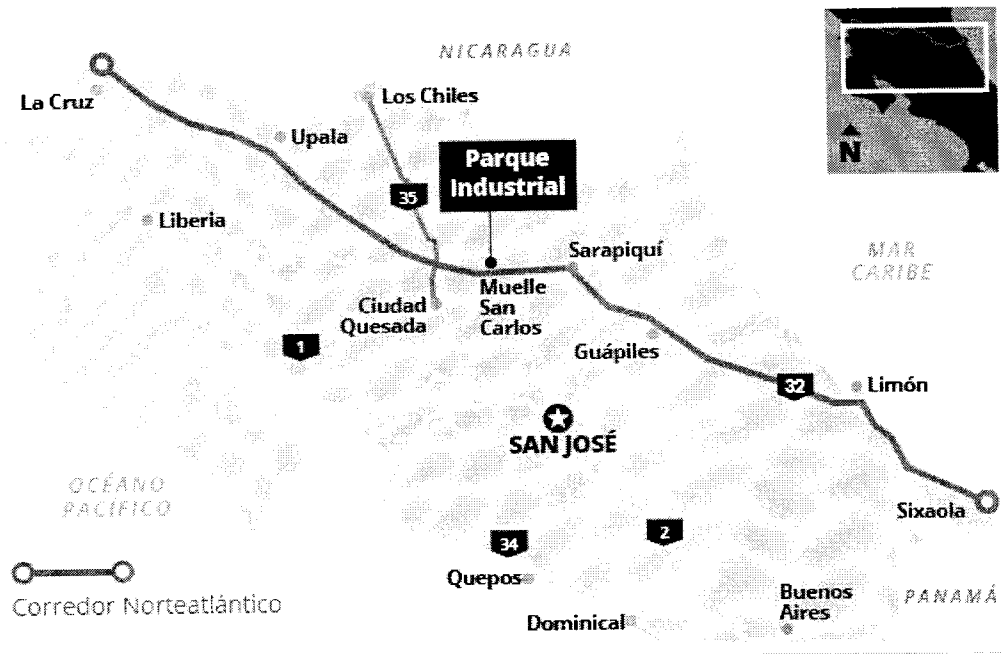 NICARAGUA
La Cruz
Los Chiles
Upala
Parque
Industrial
N
35
Liberia
Sarapiquí
MAR
CARIBE
Muelle
San
Carlos
Ciudad
Quesada
1
Guápiles
32
Limón
SAN JOSÉ
OCÉANO
PACÍFICO
Sixaola
34
2
Quepos
Corredor Norteatlántico
Buenos
Aires
PANAMÁ
Dominical